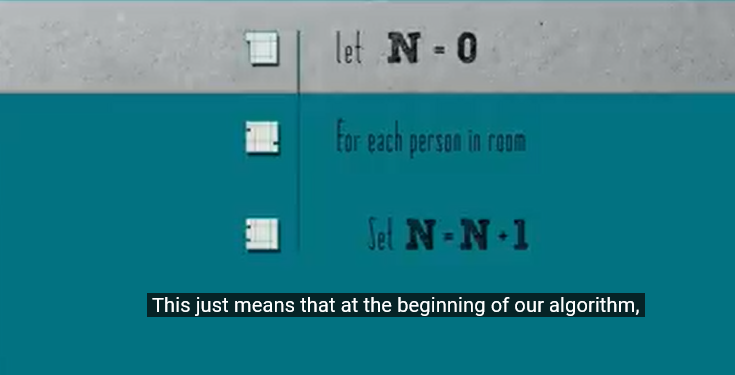 let N = 0
For each person in room
Set N = N + 1
This just means that at the beginning of our algorithm,